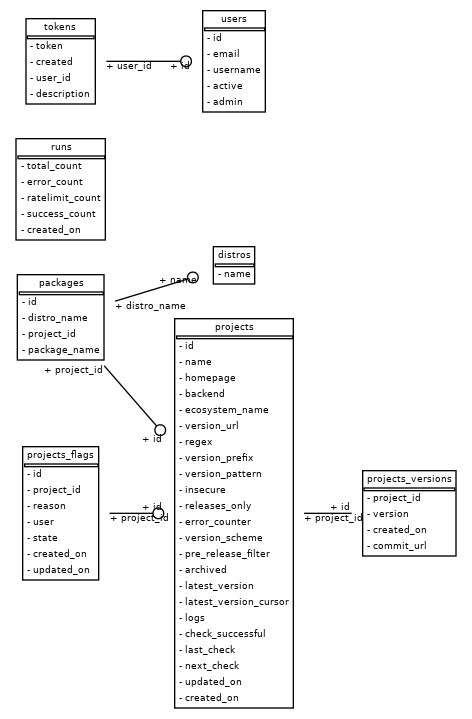 tokens
- token
- created
- user_id
- description
+ user_id
+ id
users
- id
- email
- username
- active
- admin
runs
- total_count
- error_count
- ratelimit_count
- success_count
- created_on
distros
- name
+ name
+ distro_name
packages
- id
- distro_name
- project_id
- package_name
+ project_id
+ id
projects
- id
- name
- homepage
- backend
- ecosystem_name
- version_url
- regex
- version_prefix
- version_pattern
- insecure
- releases_only
- error_counter
- version_scheme
- pre_release_filter
- archived
- latest_version
- latest_version_cursor
- logs
- check_successful
- last_check
- next_check
- updated_on
- created_on
projects_flags
- id
- project_id
- reason
- user
- state
- created_on
- updated_on
+ id
+ project_id
+ id
+ project_id
projects_versions
- project_id
- version
- created_on
- commit_url